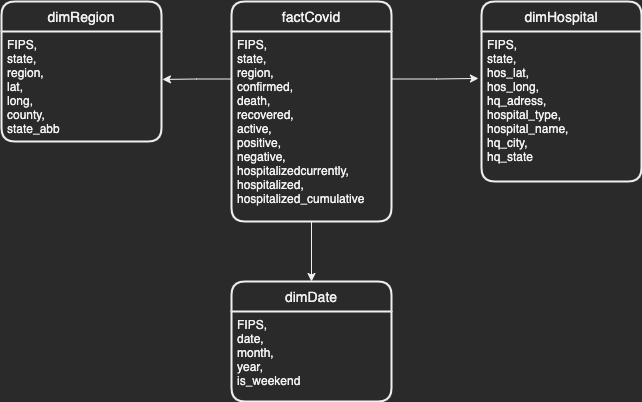 dimRegion
FIPS,
state,
region,
lat,
long,
county,
state_abb
factCovid
FIPS,
state,
region,
confirmed,
death,
recovered,
active,
positive,
negative,
hospitalizedcurrently,
hospitalized,
hospitalized_cumulative
dimHospital
FIPS,
state,
hos_lat,
hos_long,
hq_adress,
hospital_type,
hospital_name,
hq_city,
hq_state
dimDate
FIPS,
date,
month,
year,
is_weekend